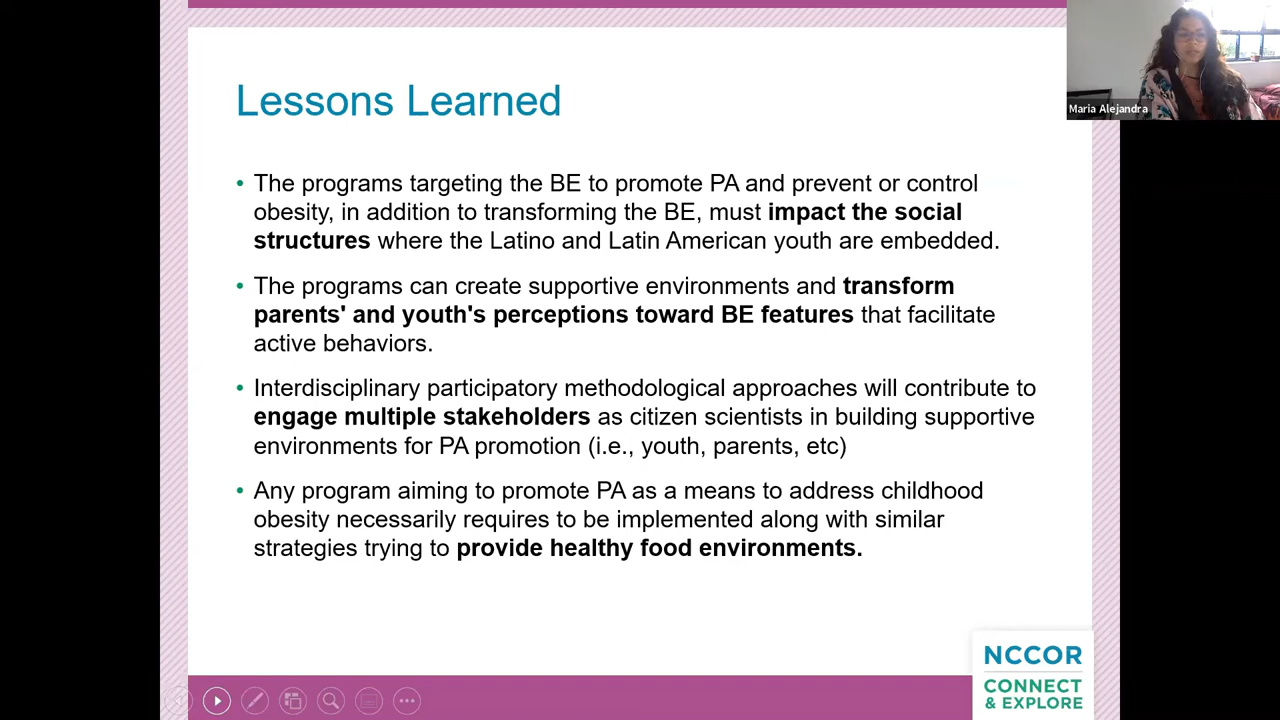 Lessons Learned
Maria Alejandra
• The programs targeting the BE to promote PA and prevent or control
obesity, in addition to transforming the BE, must impact the social
structures where the Latino and Latin American youth are embedded.
• The programs can create supportive environments and transform
parents' and youth's perceptions toward BE features that facilitate
active behaviors.
• Interdisciplinary participatory methodological approaches will contribute to
engage multiple stakeholders as citizen scientists in building supportive
environments for PA promotion (i.e., youth, parents, etc)
• Any program aiming to promote PA as a means to address childhood
obesity necessarily requires to be implemented along with similar
strategies trying to provide healthy food environments.
NCCOR
CONNECT
& EXPLORE